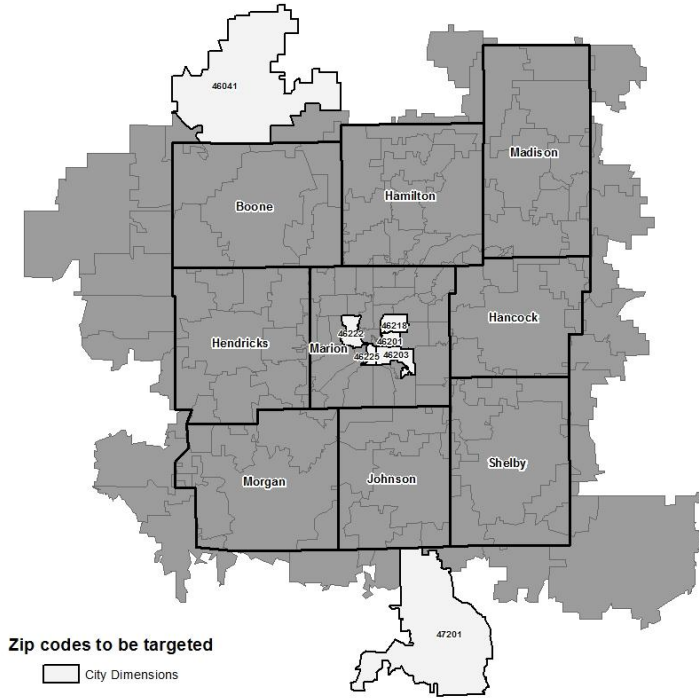 46041
Madison
Hamilton
Boone
46218
46222
46201
Hancock
Hendricks
Marion
46225
46203
Shelby
Morgan
Johnson
47201
Zip codes to be targeted
City Dimensions